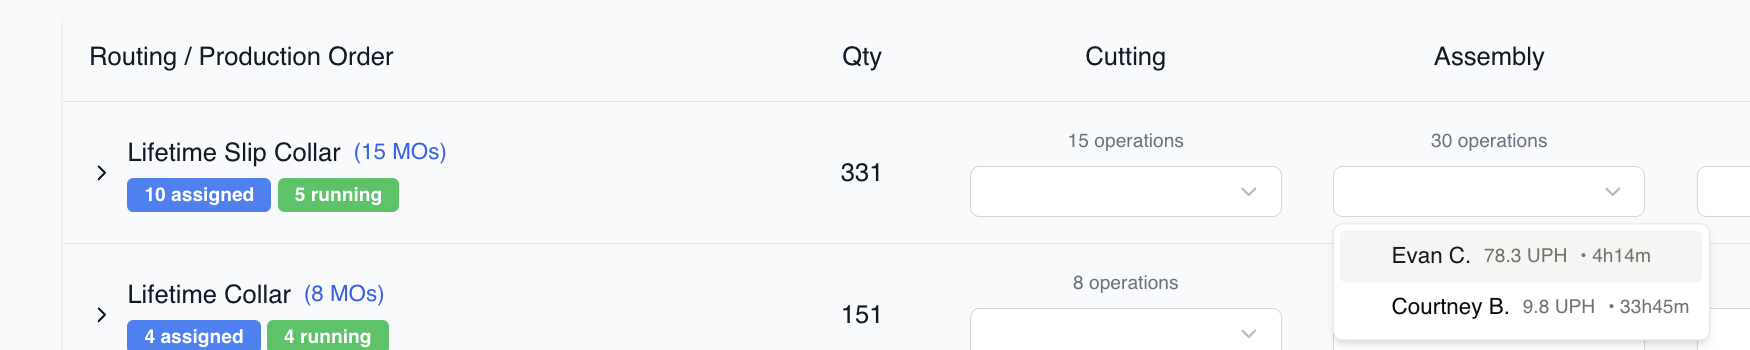 Routing / Production Order Qty Cutting Assembly
15 operations 30 operations
Lifetime Slip Collar (15 MOs) 331
10 assigned 5 running
Evan C. 78.3 UPH • 4h14m
8 operations
Lifetime Collar (8 MOs) 151
Courtney B. 9.8 UPH • 33h45m
4 assigned 4 running